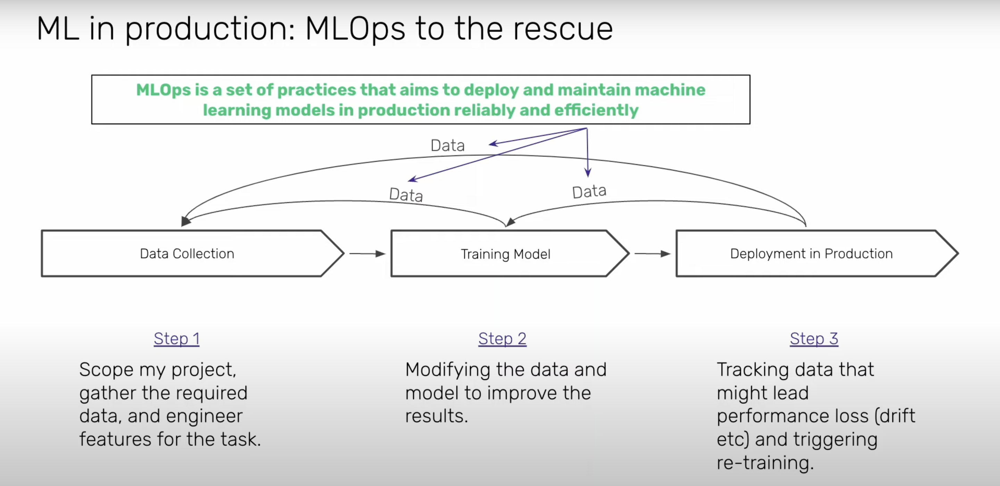 ML in production: MLOps to the rescue
MLOps is a set of practices that aims to deploy and maintain machine
learning models in production reliably and efficiently
Data
Data
Data
Data Collection
Training Model
Deployment in Production
Step 1
Scope my project,
gather the required
data, and engineer
features for the task.
Step 2
Modifying the data and
model to improve the
results.
Step 3
Tracking data that
might lead
performance loss (drift
etc) and triggering
re-training.